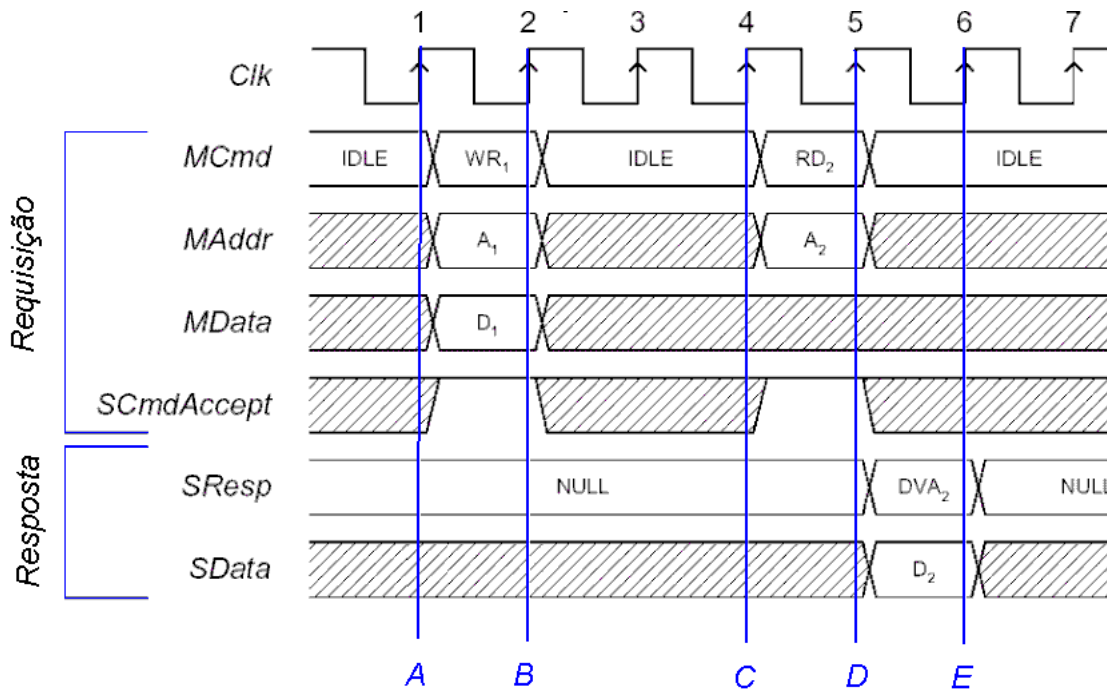 1 2 3 4 5 6 7
Clk
Requisição
MCmd IDLE WR₁ IDLE RD₂ IDLE
MAddr A₁ A₂
MData D₁
SCmdAccept
Resposta
SResp NULL DVA₂ NULL
SData D₂
A B C D E